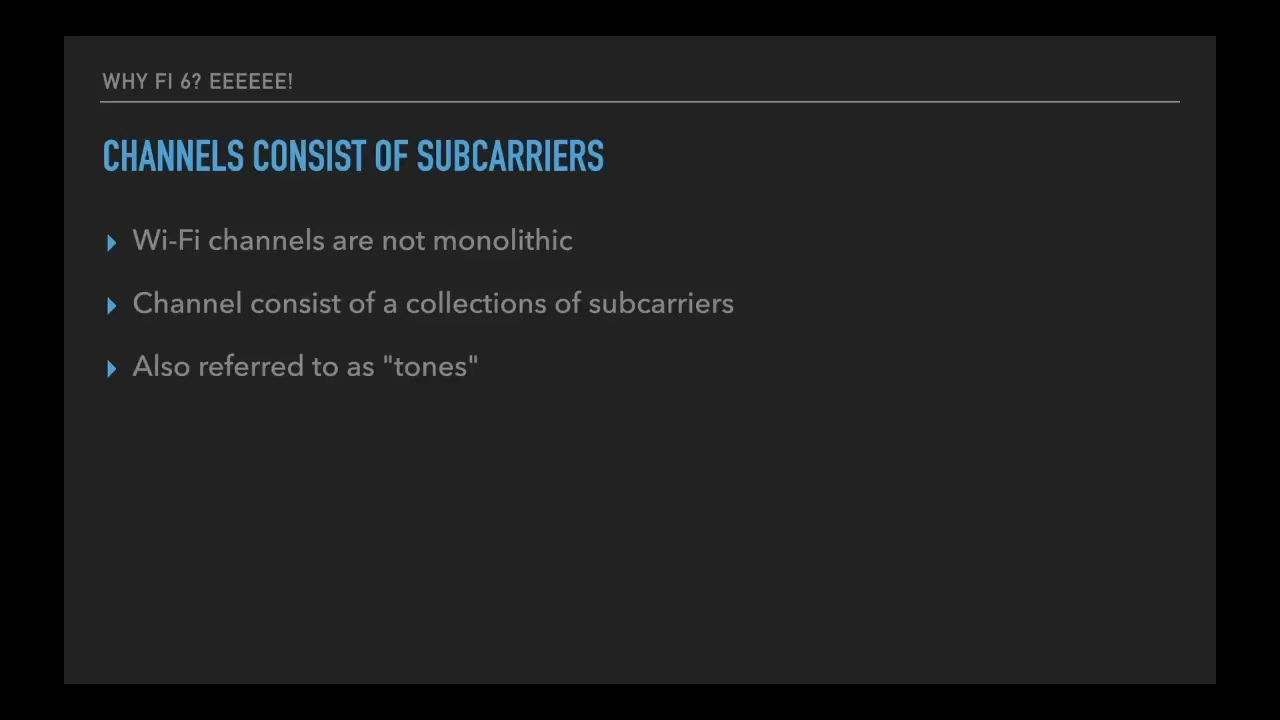 WHY FI 6? EEEEEE!
CHANNELS CONSIST OF SUBCARRIERS
Wi-Fi channels are not monolithic
Channel consist of a collections of subcarriers
Also referred to as "tones"